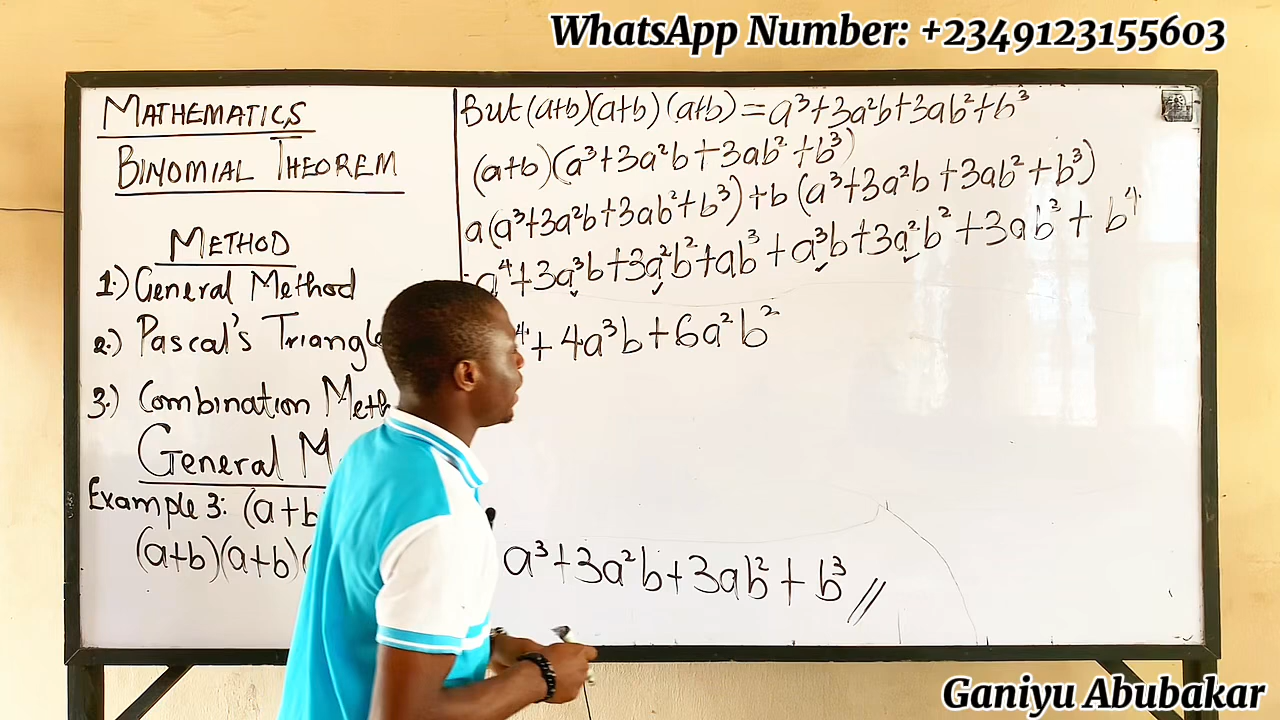 WhatsApp Number: +2349123155603
MATHEMATICS
BINOMIAL THEOREM
METHOD
1.) General Method
2.) Pascal's Triangle
3.) Combination Meth
General M
Example 3: (a+b
(a+b)(a+b)(
But (a+b)(a+b)(a+b) = a³+3a²b+3ab²+b³
(a+b)(a³+3a²b+3ab²+b³)
a(a³+3a²b+3ab²+b³)+b(a³+3a²b+3ab²+b³)
a⁴+3a³b+3a²b²+ab³+a³b+3a²b²+3ab³+b⁴
⁴+4a³b+6a²b²
a³+3a²b+3ab²+b³//
Ganiyu Abubakar